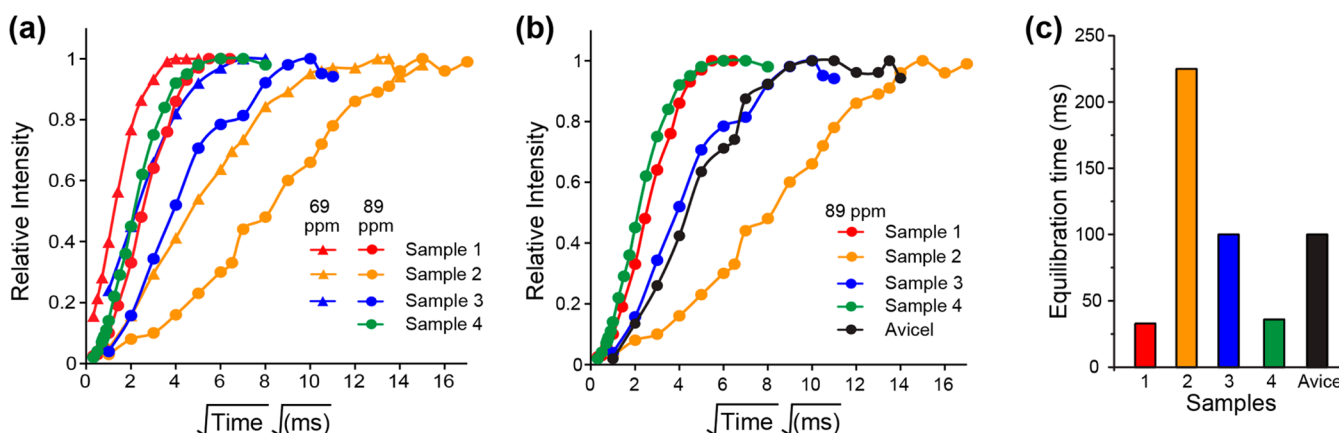 (a)
Relative Intensity
1
0.8
0.6
0.4
0.2
0
0 2 4 6 8 10 12 14 16
√Time √(ms)
69 ppm 89 ppm
Sample 1
Sample 2
Sample 3
Sample 4
(b)
Relative Intensity
1
0.8
0.6
0.4
0.2
0
0 2 4 6 8 10 12 14 16
√Time √(ms)
89 ppm
Sample 1
Sample 2
Sample 3
Sample 4
Avicel
(c)
Equilibration time (ms)
250
200
150
100
50
0
1 2 3 4 Avice
Samples